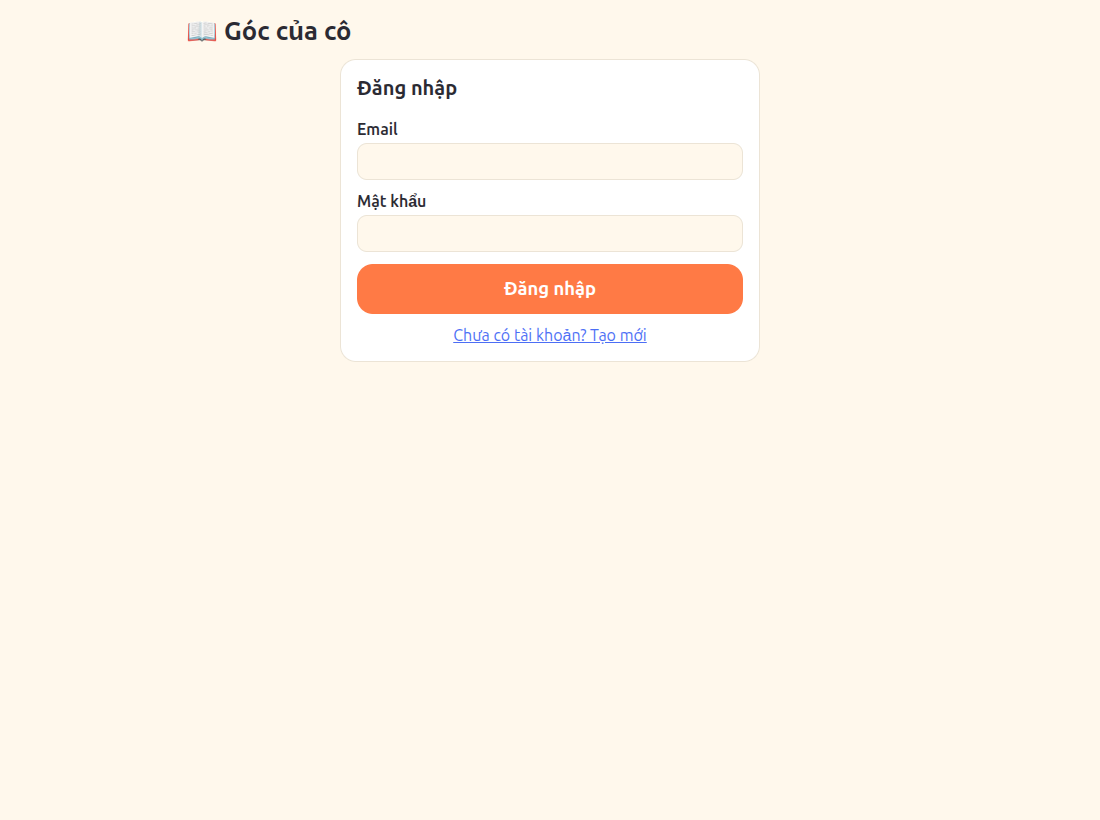 Góc của cô
Đăng nhập
Email
Mật khẩu
Đăng nhập
Chưa có tài khoản? Tạo mới